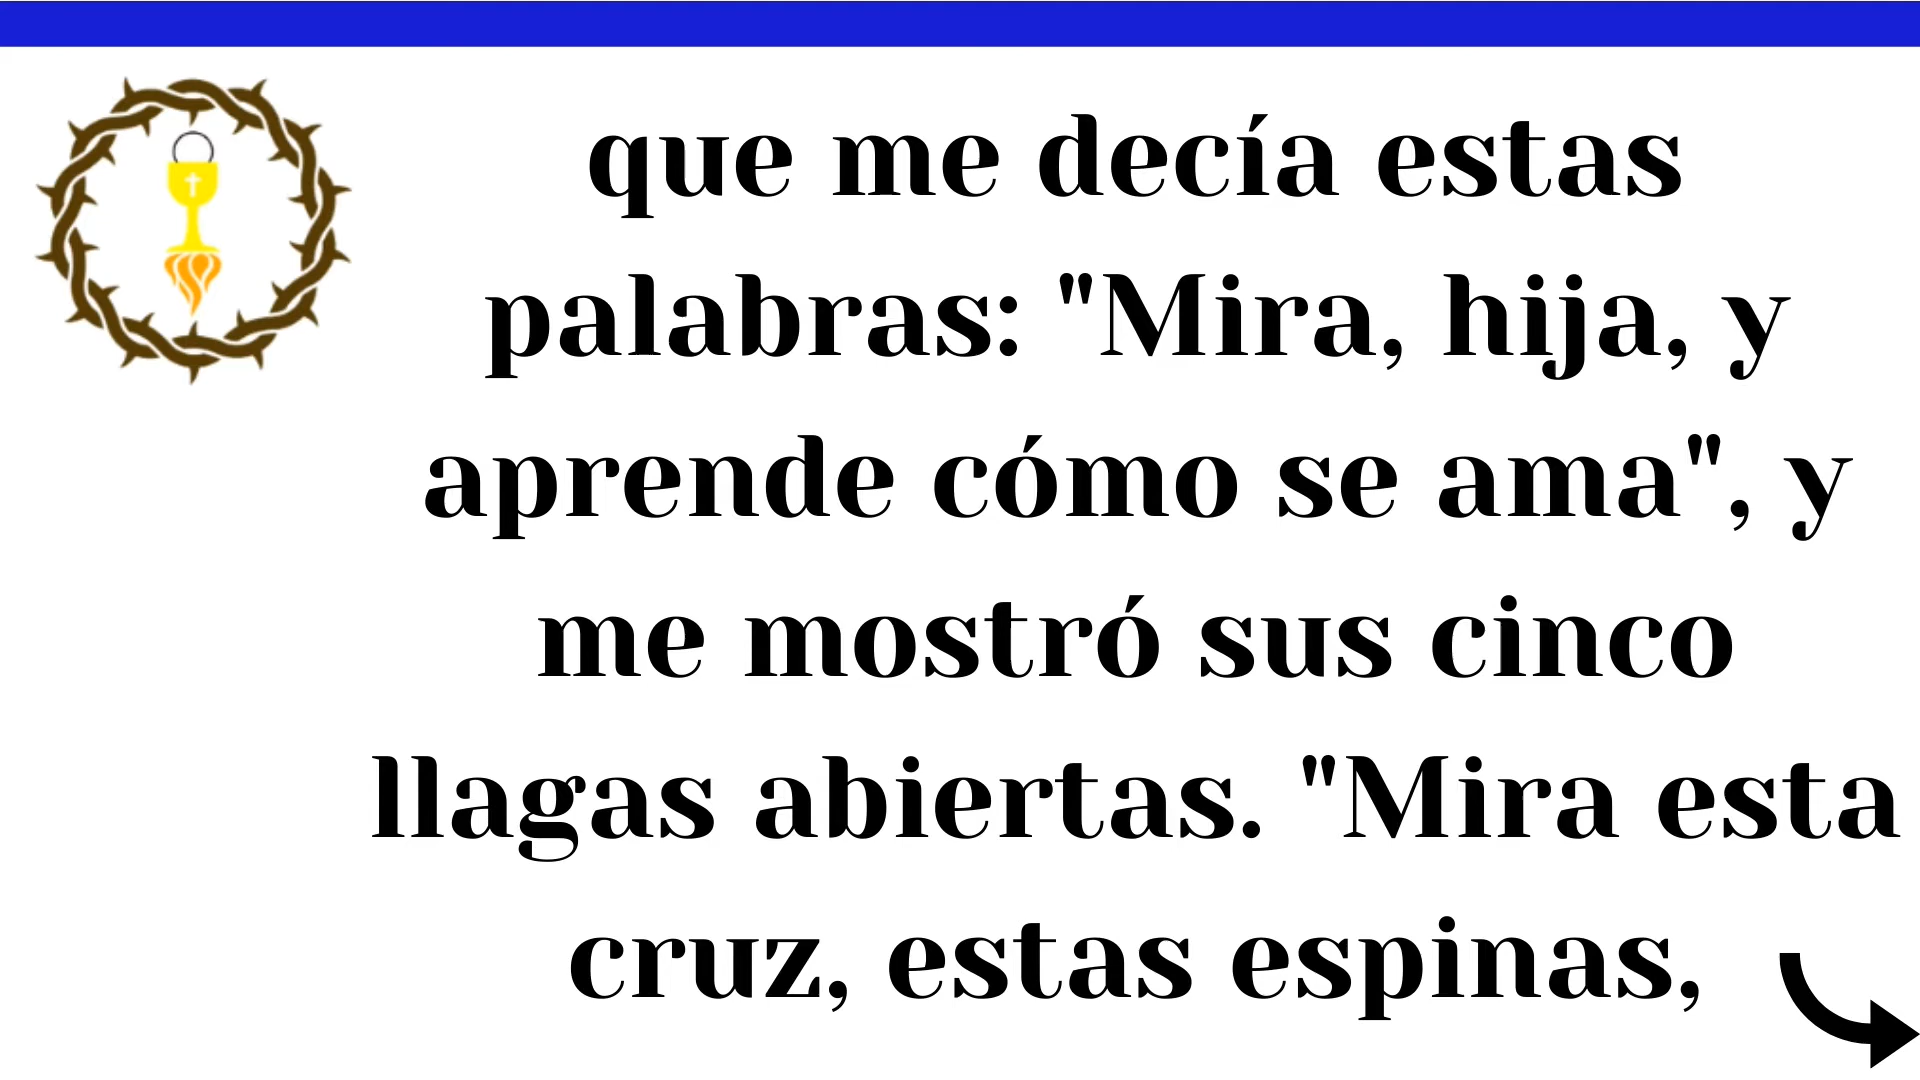 que me decía estas
palabras: "Mira, hija, y
aprende cómo se ama", y
me mostró sus cinco
llagas abiertas. "Mira esta
cruz, estas espinas,